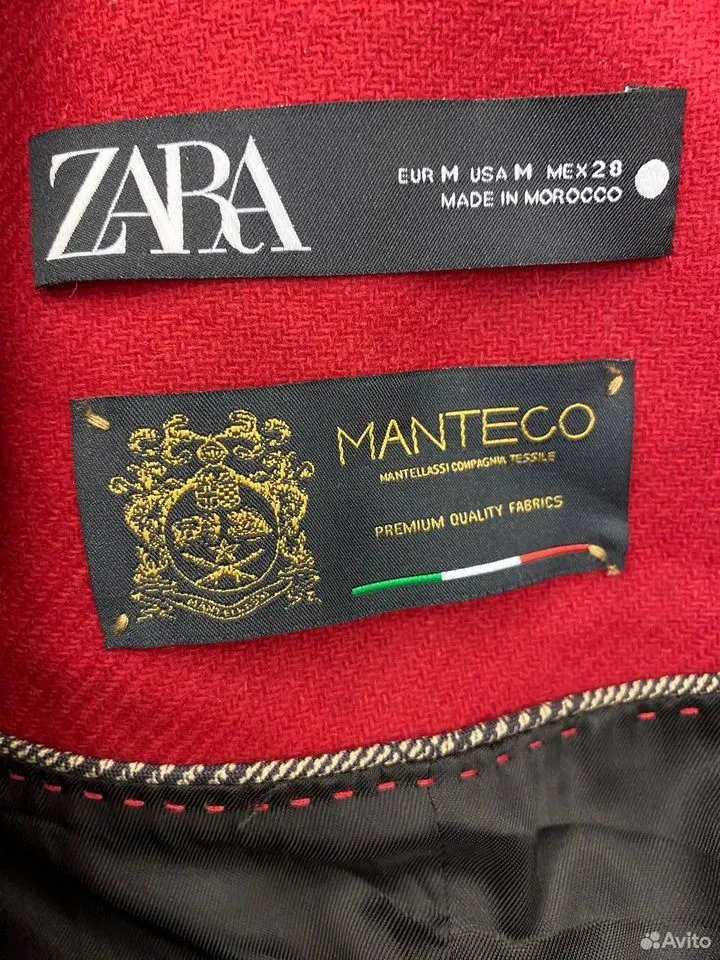 ZARA
EUR M USA M MEX 28
MADE IN MOROCCO
MANTECO
MANTELLASSI COMPAGNIA TESSILE
PREMIUM QUALITY FABRICS
Avito